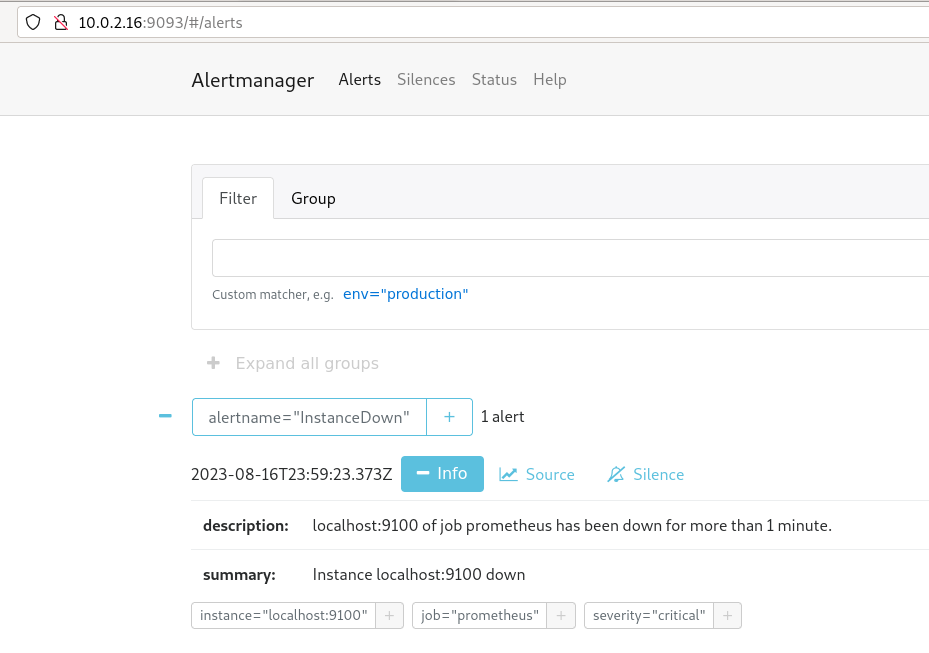 10.0.2.16:9093/#/alerts
Alertmanager Alerts Silences Status Help
Filter Group
Custom matcher, e.g. env="production"
+ Expand all groups
alertname="InstanceDown" + 1 alert
2023-08-16T23:59:23.373Z Info Source Silence
description: localhost:9100 of job prometheus has been down for more than 1 minute.
summary: Instance localhost:9100 down
instance="localhost:9100" + job="prometheus" + severity="critical" +